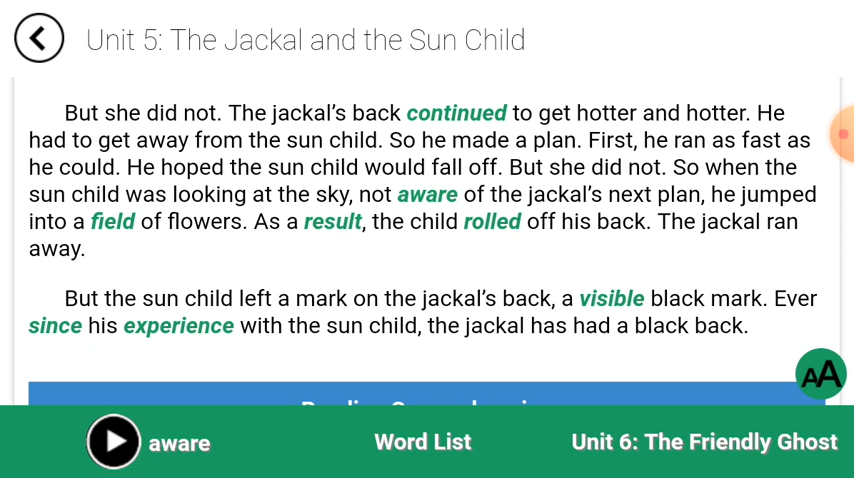 Unit 5: The Jackal and the Sun Child
But she did not. The jackal's back continued to get hotter and hotter. He
had to get away from the sun child. So he made a plan. First, he ran as fast as
he could. He hoped the sun child would fall off. But she did not. So when the
sun child was looking at the sky, not aware of the jackal's next plan, he jumped
into a field of flowers. As a result, the child rolled off his back. The jackal ran
away.
But the sun child left a mark on the jackal's back, a visible black mark. Ever
since his experience with the sun child, the jackal has had a black back.
AA
aware
Word List
Unit 6: The Friendly Ghost